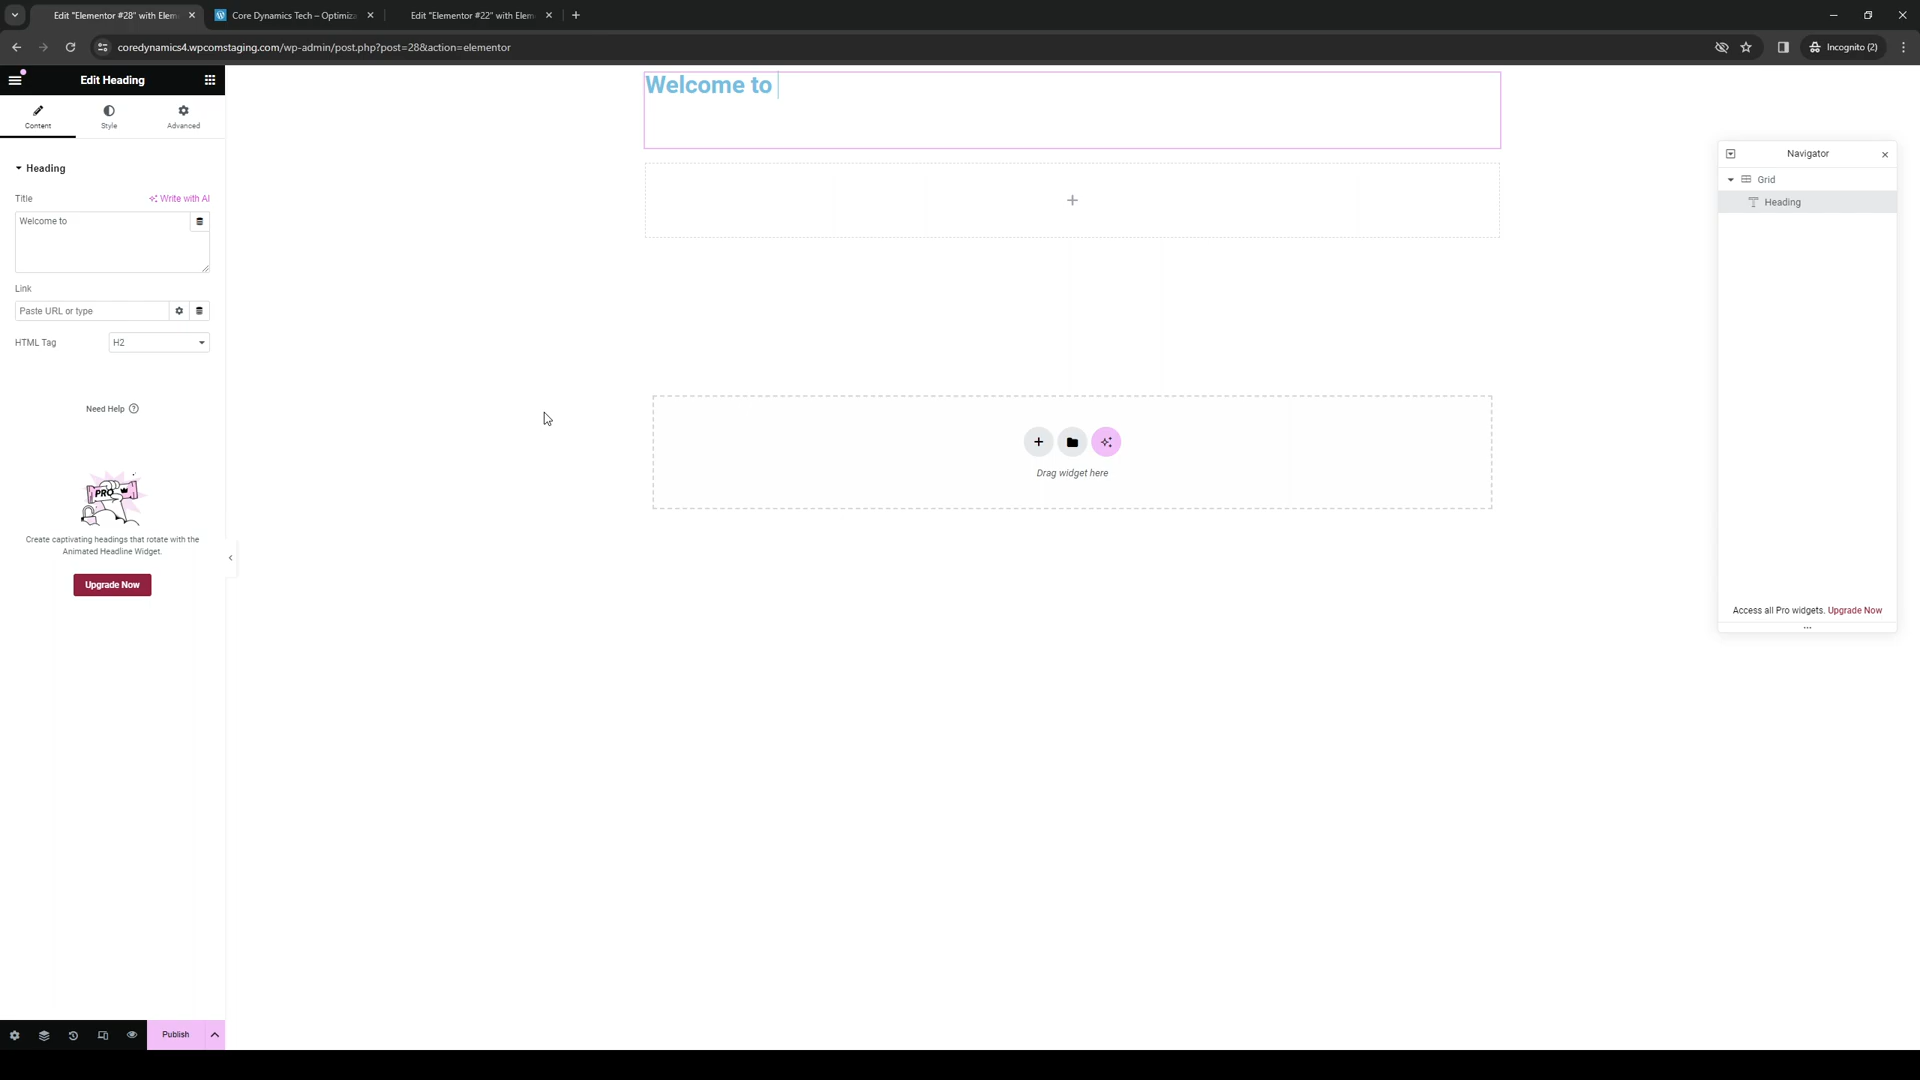 Edit "Elementor #28" with Elem
Core Dynamics Tech – Optimiza
Edit "Elementor #22" with Elem
coredynamics4.wpcomstaging.com/wp-admin/post.php?post=28&action=elementor
Incognito (2)
Edit Heading
Content
Style
Advanced
Heading
Title
Write with AI
Welcome to
Link
Paste URL or type
HTML Tag
H2
Need Help
PRO
Create captivating headings that rotate with the
Animated Headline Widget.
Upgrade Now
Publish
Welcome to
Drag widget here
Navigator
Grid
Heading
Access all Pro widgets. Upgrade Now